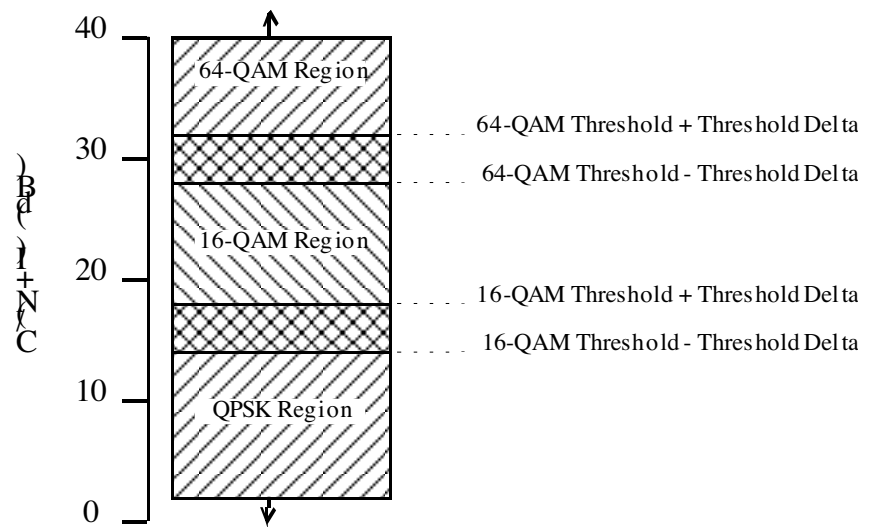 40
64-QAM Region
64-QAM Threshold + Threshold Delta
30
64-QAM Threshold - Threshold Delta
C/(N+I) (dB)
16-QAM Region
20
16-QAM Threshold + Threshold Delta
16-QAM Threshold - Threshold Delta
10
QPSK Region
0